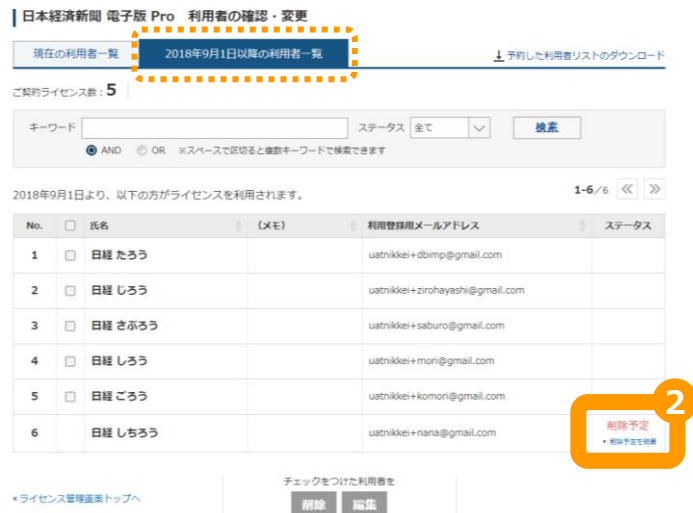 日本経済新聞 電子版 Pro 利用者の確認・変更
現在の利用者一覧 2018年9月1日以降の利用者一覧 予約した利用者リストのダウンロード
ご契約ライセンス数 : 5
キーワード ステータス 全て 検索
AND OR ※スペースで区切ると複数キーワードで検索できます
2018年9月1日より、以下の方がライセンスを利用されます。 1-6/6 « »
No. 氏名 (メモ) 利用登録用メールアドレス ステータス
1 日経 たろう uatnikkei+dbimp@gmail.com
2 日経 じろう uatnikkei+zirohayashi@gmail.com
3 日経 さぶろう uatnikkei+saburo@gmail.com
4 日経 しろう uatnikkei+mori@gmail.com
5 日経 ごろう uatnikkei+komori@gmail.com
2
6 日経 しちろう uatnikkei+nana@gmail.com 削除予定
削除予定を破棄
チェックをつけた利用者を
«ライセンス管理画面トップへ 削除 編集